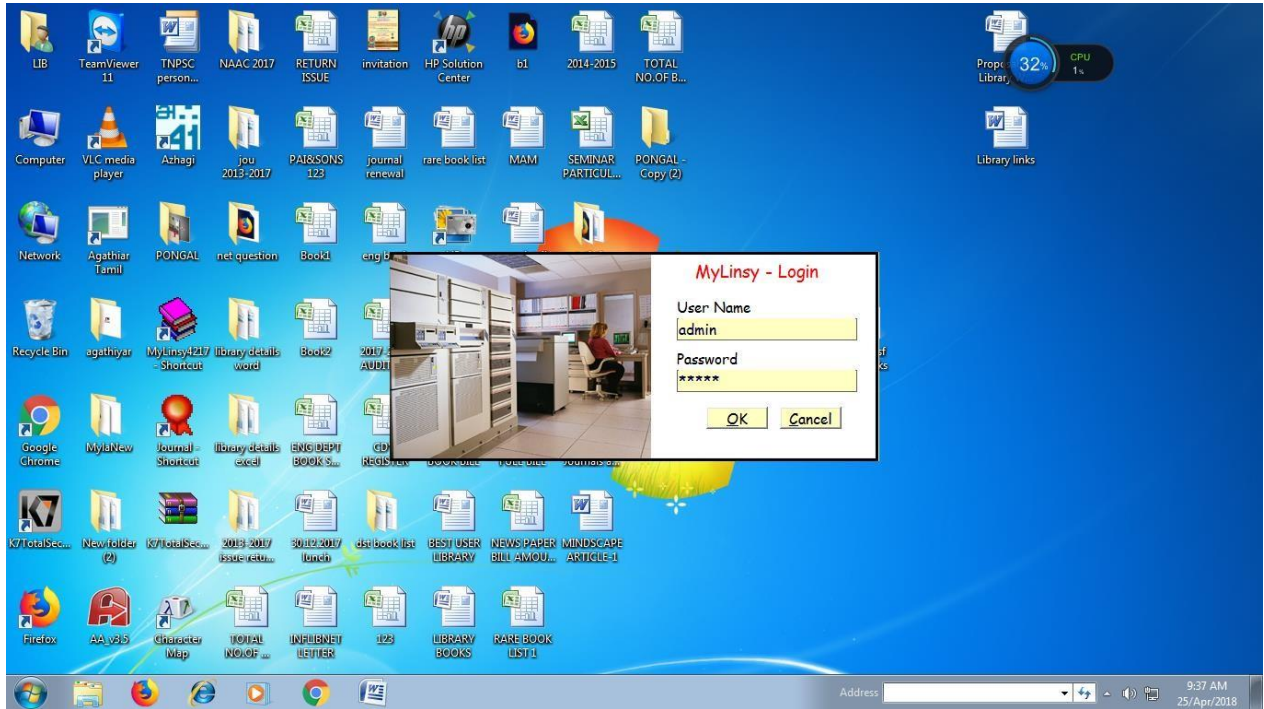 LIB
TeamViewer
11
TNPSC
person...
NAAC 2017
RETURN
ISSUE
invitation
HP Solution
Center
b1
2014-2015
TOTAL
NO.OF B...
Computer
VLC media
player
Azhagi
jou
2013-2017
PAI&SONS
123
journal
renewal
rare book list
MAM
SEMINAR
PARTICUL...
PONGAL -
Copy (2)
Library links
32%
CPU
1%
Network
Agathiar
Tamil
PONGAL
net question
Book1
eng b
Recycle Bin
agathiyar
MyLinsy4217
- Shortcut
library details
word
Book2
2017-
AUDIT
Google
Chrome
MylaNew
Journal -
Shortcut
library details
excel
ENG DEPT
BOOK S...
CD
REGISTER
MyLinsy - Login
User Name
admin
Password
*****
OK
Cancel
K7TotalSec...
New folder
(2)
K7TotalSec...
2013-2017
issue retu...
30.12.2017
lunch
dst book list
BEST USER
LIBRARY
NEWS PAPER
BILL AMOU...
MINDSCAPE
ARTICLE-1
Firefox
AA_v3.5
Character
Map
TOTAL
NO.OF ...
INFLIBNET
LETTER
123
LIBRARY
BOOKS
RARE BOOK
LIST 1
Address
9:37 AM
25/Apr/2018